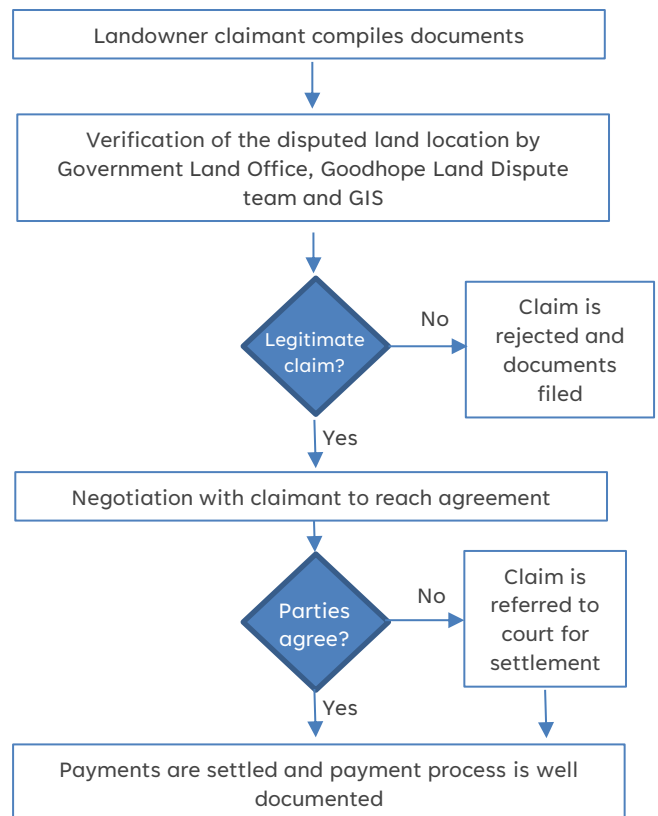 Landowner claimant compiles documents
Verification of the disputed land location by
Government Land Office, Goodhope Land Dispute
team and GIS
Legitimate
claim?
No
Claim is
rejected and
documents
filed
Yes
Negotiation with claimant to reach agreement
Parties
agree?
No
Claim is
referred to
court for
settlement
Yes
Payments are settled and payment process is well
documented